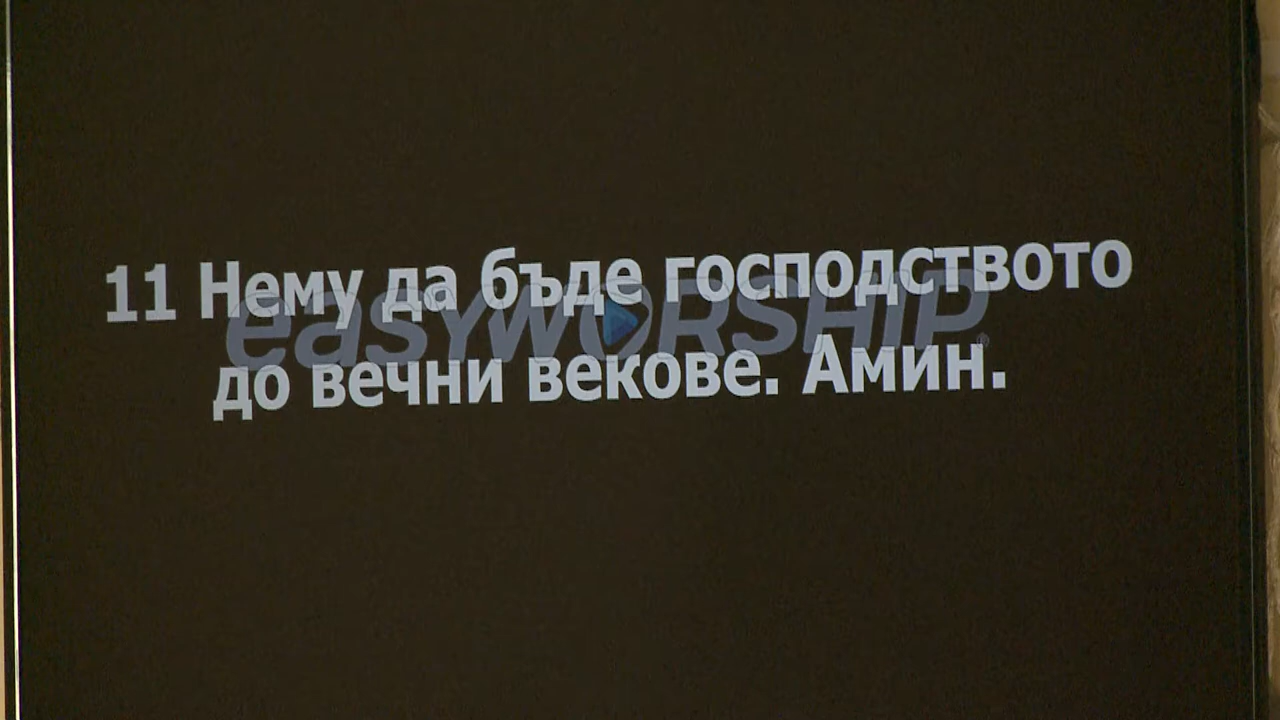 11 Нему да бъде господството
easyWORSHIP®
до вечни векове. Амин.